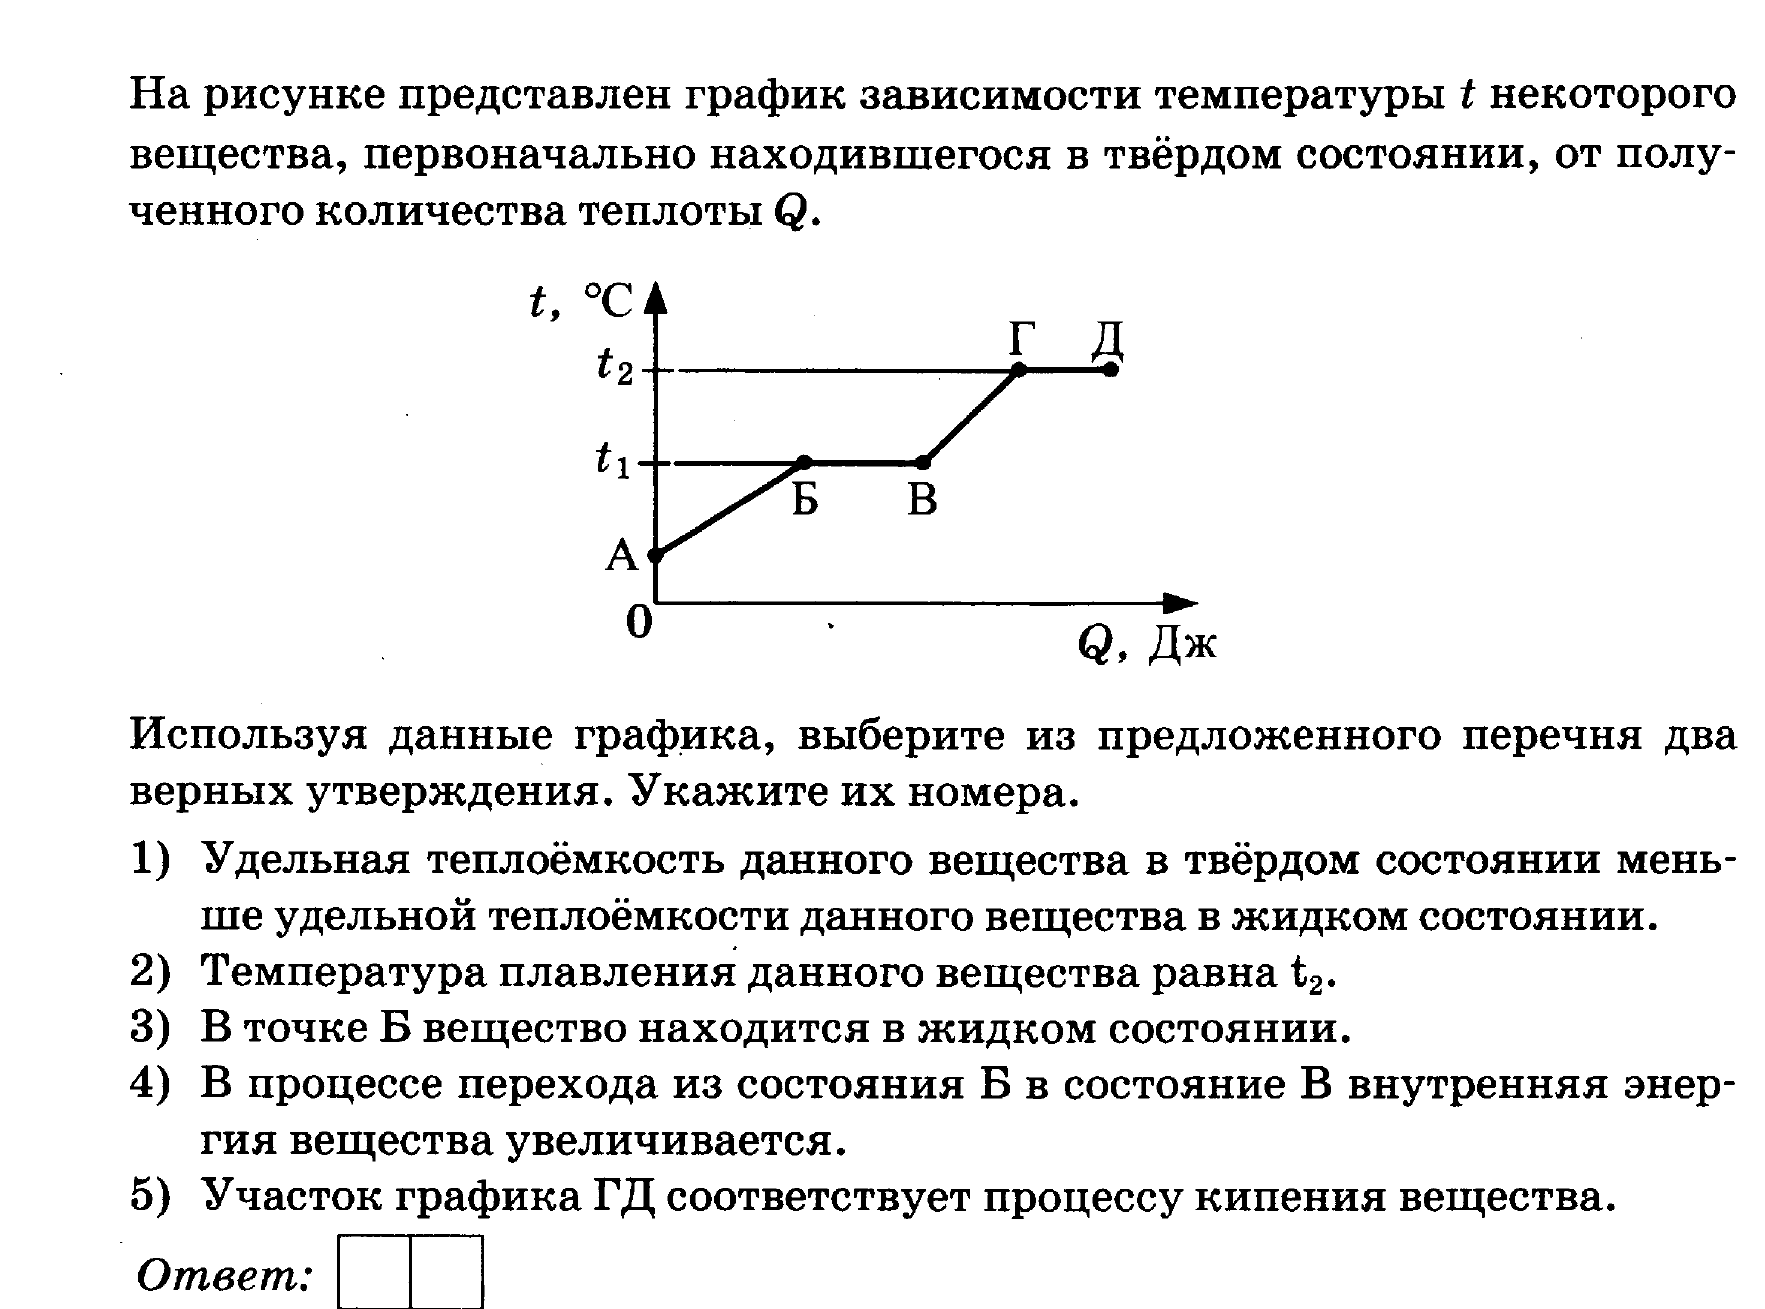 На рисунке представлен график зависимости температуры t некоторого
вещества, первоначально находившегося в твёрдом состоянии, от полу-
ченного количества теплоты Q.
t, °C
Г Д
t₂
t₁
Б В
А
0
Q, Дж
Используя данные графика, выберите из предложенного перечня два
верных утверждения. Укажите их номера.
1) Удельная теплоёмкость данного вещества в твёрдом состоянии мень-
ше удельной теплоёмкости данного вещества в жидком состоянии.
2) Температура плавления данного вещества равна t₂.
3) В точке Б вещество находится в жидком состоянии.
4) В процессе перехода из состояния Б в состояние В внутренняя энер-
гия вещества увеличивается.
5) Участок графика ГД соответствует процессу кипения вещества.
Ответ: